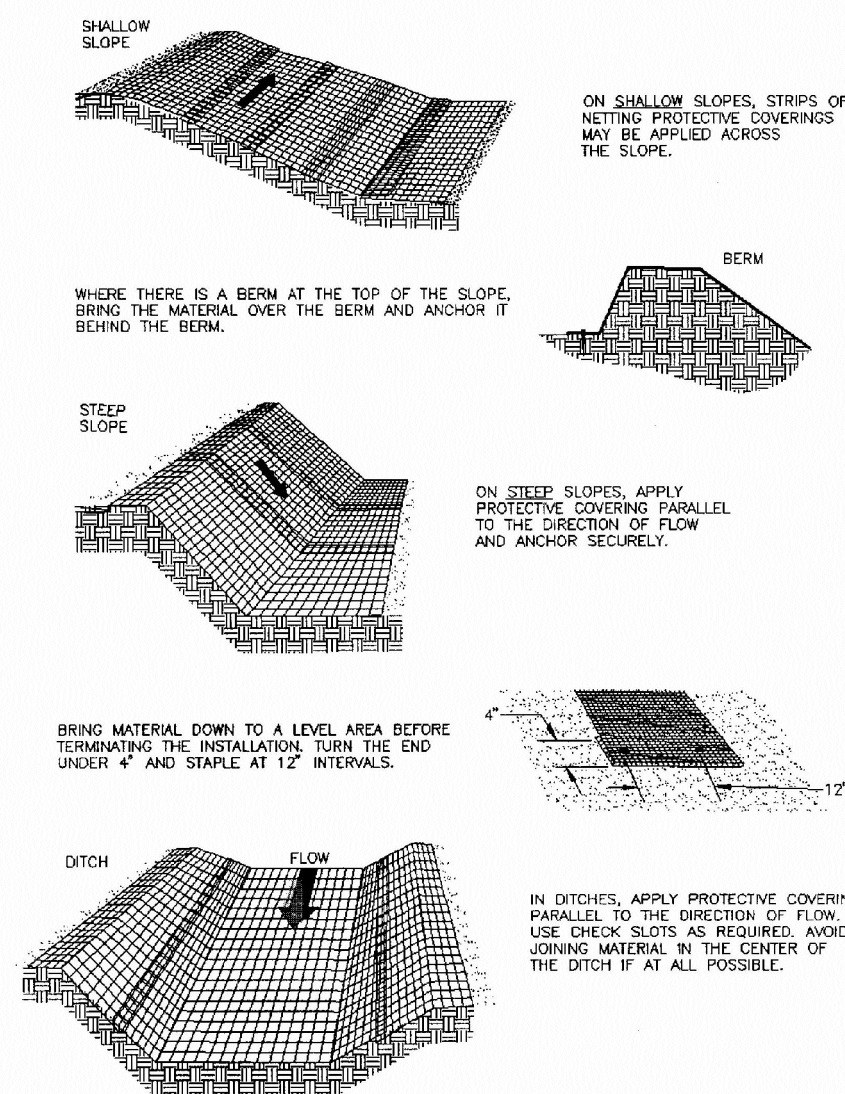 SHALLOW
SLOPE
ON SHALLOW SLOPES, STRIPS OF
NETTING PROTECTIVE COVERINGS
MAY BE APPLIED ACROSS
THE SLOPE.
BERM
WHERE THERE IS A BERM AT THE TOP OF THE SLOPE,
BRING THE MATERIAL OVER THE BERM AND ANCHOR IT
BEHIND THE BERM.
STEEP
SLOPE
ON STEEP SLOPES, APPLY
PROTECTIVE COVERING PARALLEL
TO THE DIRECTION OF FLOW
AND ANCHOR SECURELY.
4"
BRING MATERIAL DOWN TO A LEVEL AREA BEFORE
TERMINATING THE INSTALLATION. TURN THE END
UNDER 4" AND STAPLE AT 12" INTERVALS.
12"
DITCH
FLOW
IN DITCHES, APPLY PROTECTIVE COVERIN
PARALLEL TO THE DIRECTION OF FLOW.
USE CHECK SLOTS AS REQUIRED. AVOID
JOINING MATERIAL IN THE CENTER OF
THE DITCH IF AT ALL POSSIBLE.